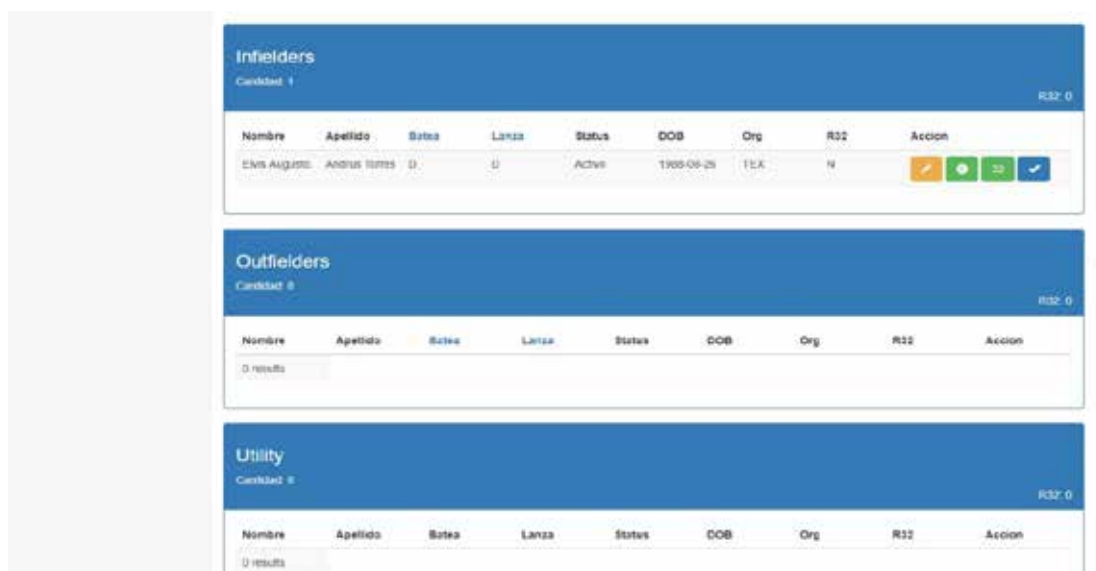 Infielders
Cantidad: 1
R32: 0
Nombre Apellido Batea Lanza Status DOB Org R32 Accion
Elvis Augusto Andrus Torres D D Activo 1988-08-26 TEX N 32
Outfielders
Cantidad: 0
R32: 0
Nombre Apellido Batea Lanza Status DOB Org R32 Accion
0 results
Utility
Cantidad: 0
R32: 0
Nombre Apellido Batea Lanza Status DOB Org R32 Accion
0 results